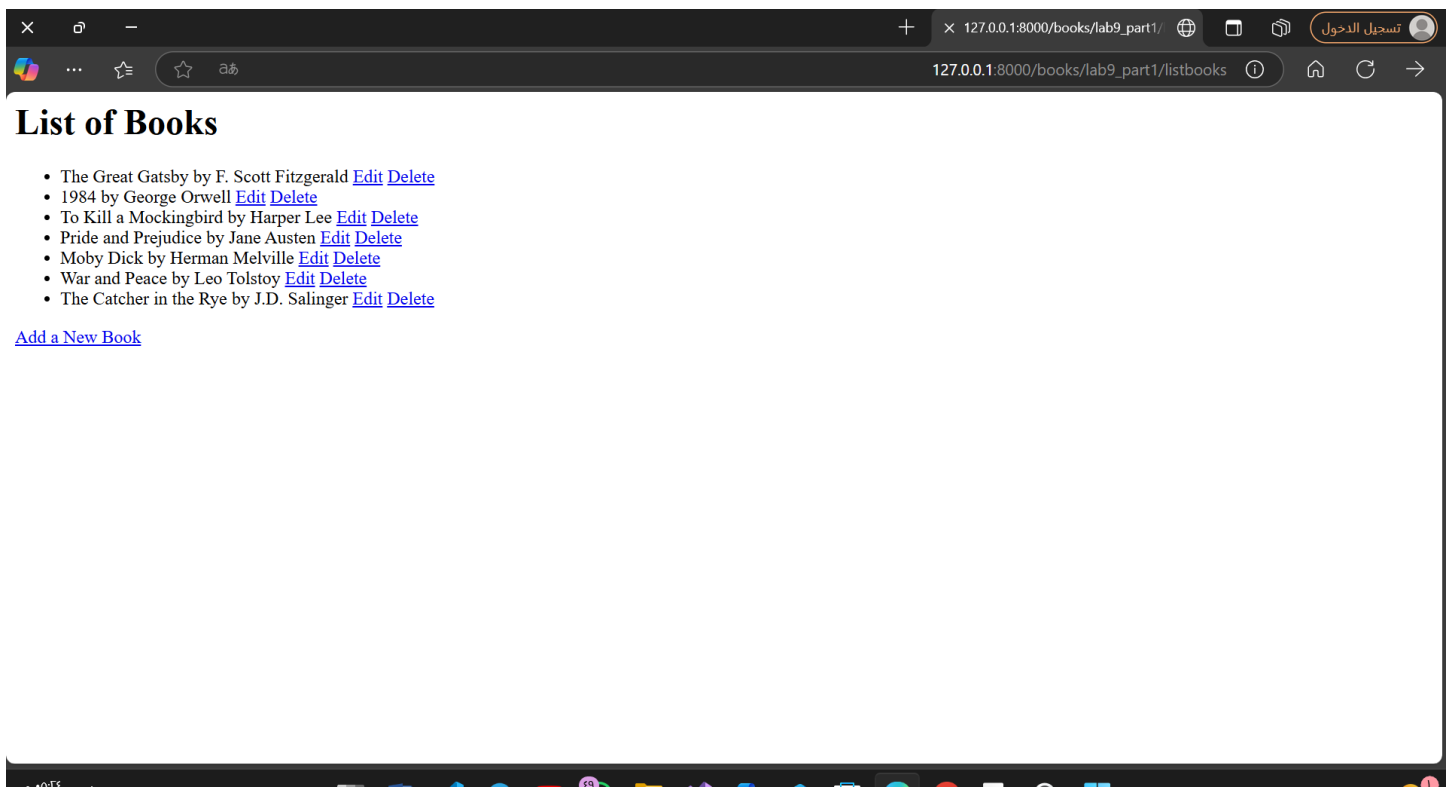 127.0.0.1:8000/books/lab9_part1/
تسجيل الدخول
127.0.0.1:8000/books/lab9_part1/listbooks
aあ
List of Books
• The Great Gatsby by F. Scott Fitzgerald Edit Delete
• 1984 by George Orwell Edit Delete
• To Kill a Mockingbird by Harper Lee Edit Delete
• Pride and Prejudice by Jane Austen Edit Delete
• Moby Dick by Herman Melville Edit Delete
• War and Peace by Leo Tolstoy Edit Delete
• The Catcher in the Rye by J.D. Salinger Edit Delete
Add a New Book
٤٩
١